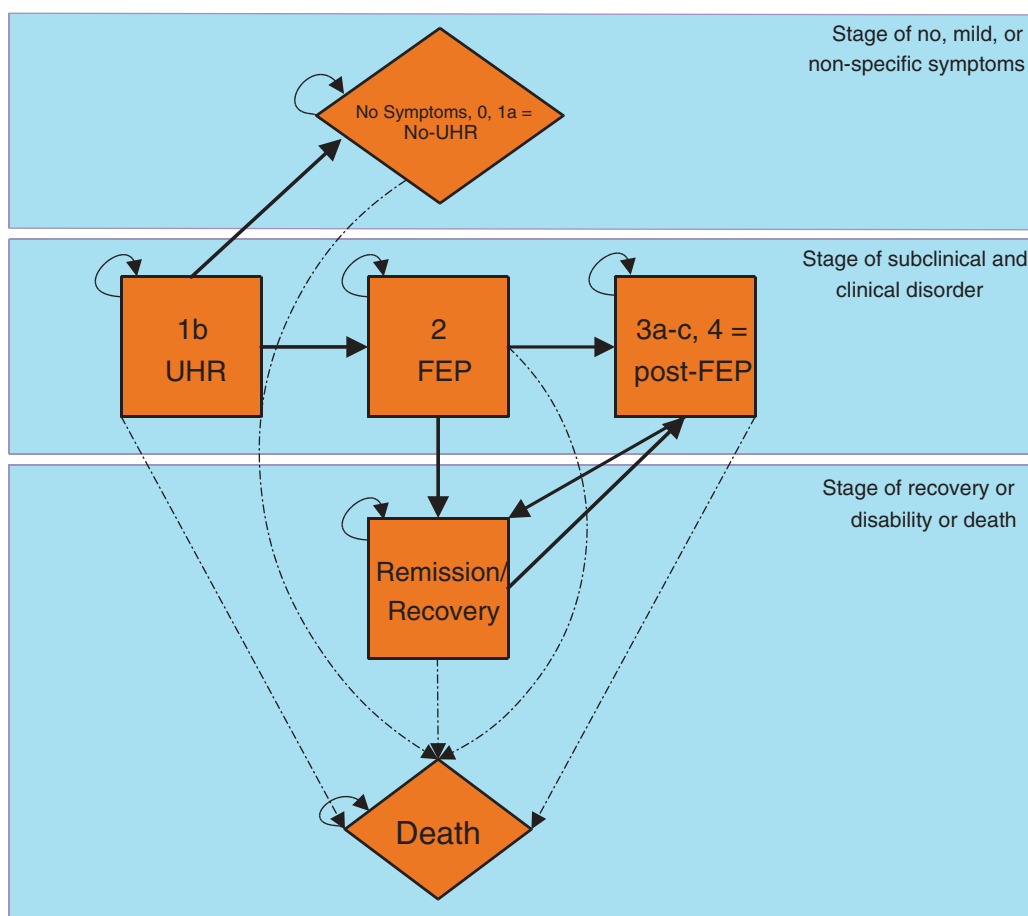 Stage of no, mild, or
non-specific symptoms
No Symptoms, 0, 1a =
No-UHR
Stage of subclinical and
clinical disorder
1b
UHR
2
FEP
3a-c, 4 =
post-FEP
Stage of recovery or
disability or death
Remission/
Recovery
Death